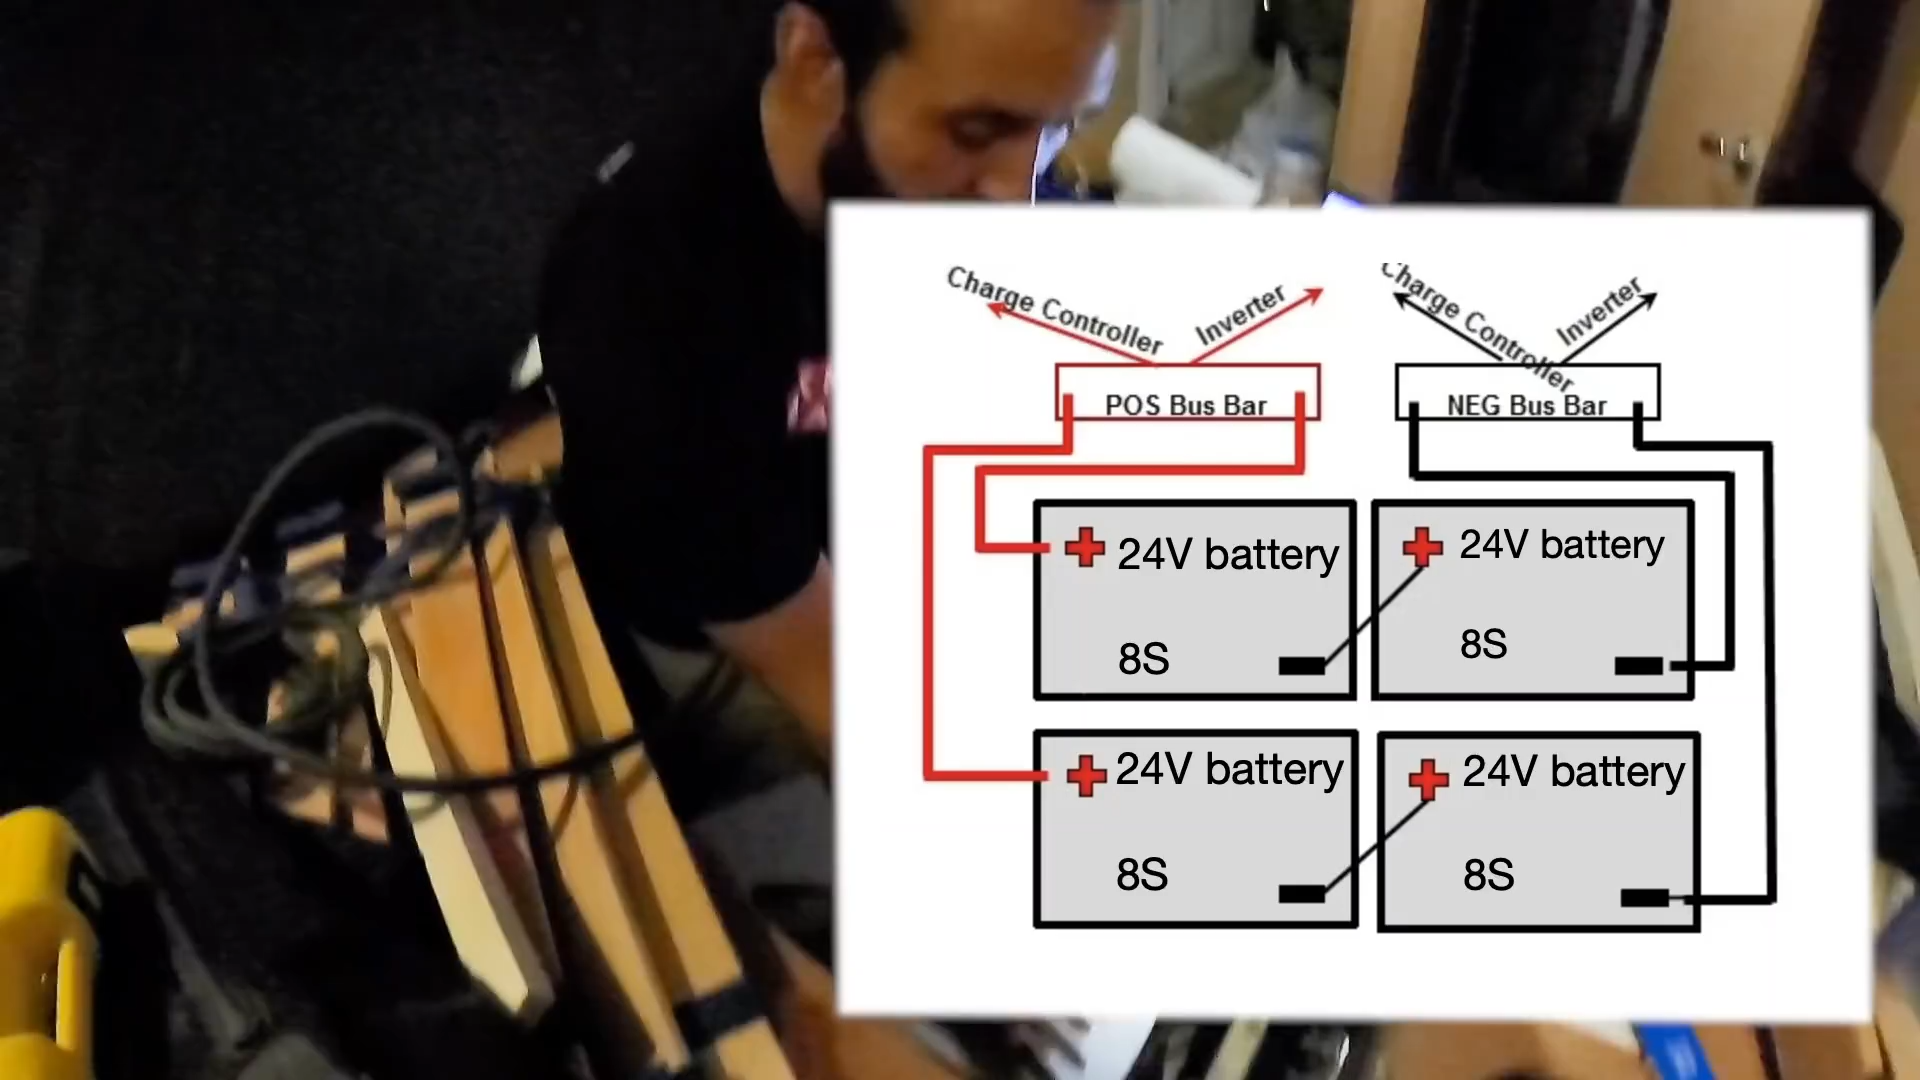 Charge Controller
Inverter
Charge Controller
Inverter
POS Bus Bar
NEG Bus Bar
24V battery
24V battery
8S
8S
24V battery
24V battery
8S
8S